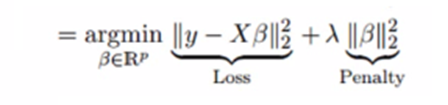 = argmin ‖y − Xβ‖₂² + λ ‖β‖₂²
β∈ℝᵖ
Loss Penalty